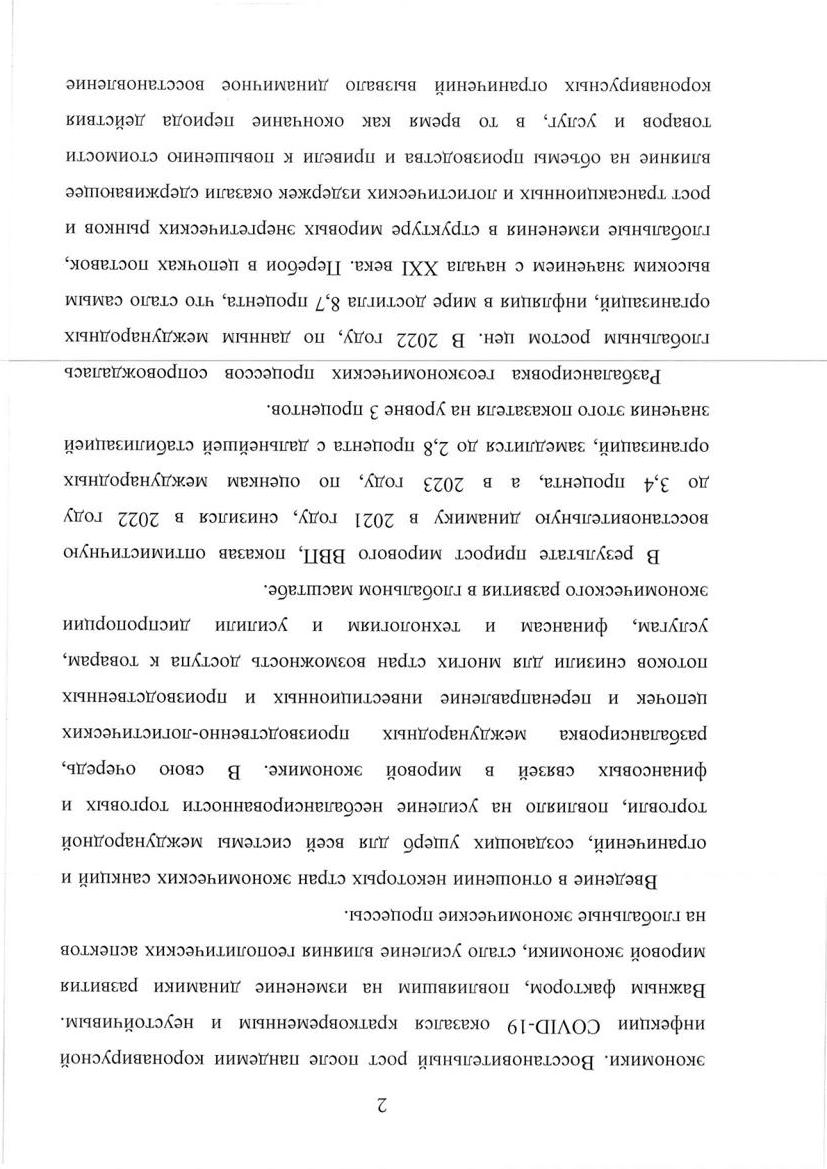 2
экономики. Восстановительный рост после пандемии коронавирусной
инфекции COVID-19 оказался кратковременным и неустойчивым.
Важным фактором, повлиявшим на изменение динамики развития
мировой экономики, стало усиление влияния геополитических аспектов
на глобальные экономические процессы.
Введение в отношении некоторых стран экономических санкций и
ограничений, создающих ущерб для всей системы международной
торговли, повлияло на усиление несбалансированности торговых и
финансовых связей в мировой экономике. В свою очередь,
разбалансировка международных производственно-логистических
цепочек и перенаправление инвестиционных и производственных
потоков снизили для многих стран возможность доступа к товарам,
услугам, финансам и технологиям и усилили диспропорции
экономического развития в глобальном масштабе.
В результате прирост мирового ВВП, показав оптимистичную
восстановительную динамику в 2021 году, снизился в 2022 году
до 3,4 процента, а в 2023 году, по оценкам международных
организаций, замедлится до 2,8 процента с дальнейшей стабилизацией
значения этого показателя на уровне 3 процентов.
Разбалансировка геоэкономических процессов сопровождалась
глобальным ростом цен. В 2022 году, по данным международных
организаций, инфляция в мире достигла 8,7 процента, что стало самым
высоким значением с начала XXI века. Перебои в цепочках поставок,
глобальные изменения в структуре мировых энергетических рынков и
рост трансакционных и логистических издержек оказали сдерживающее
влияние на объемы производства и привели к повышению стоимости
товаров и услуг, в то время как окончание периода действия
коронавирусных ограничений вызвало динамичное восстановление